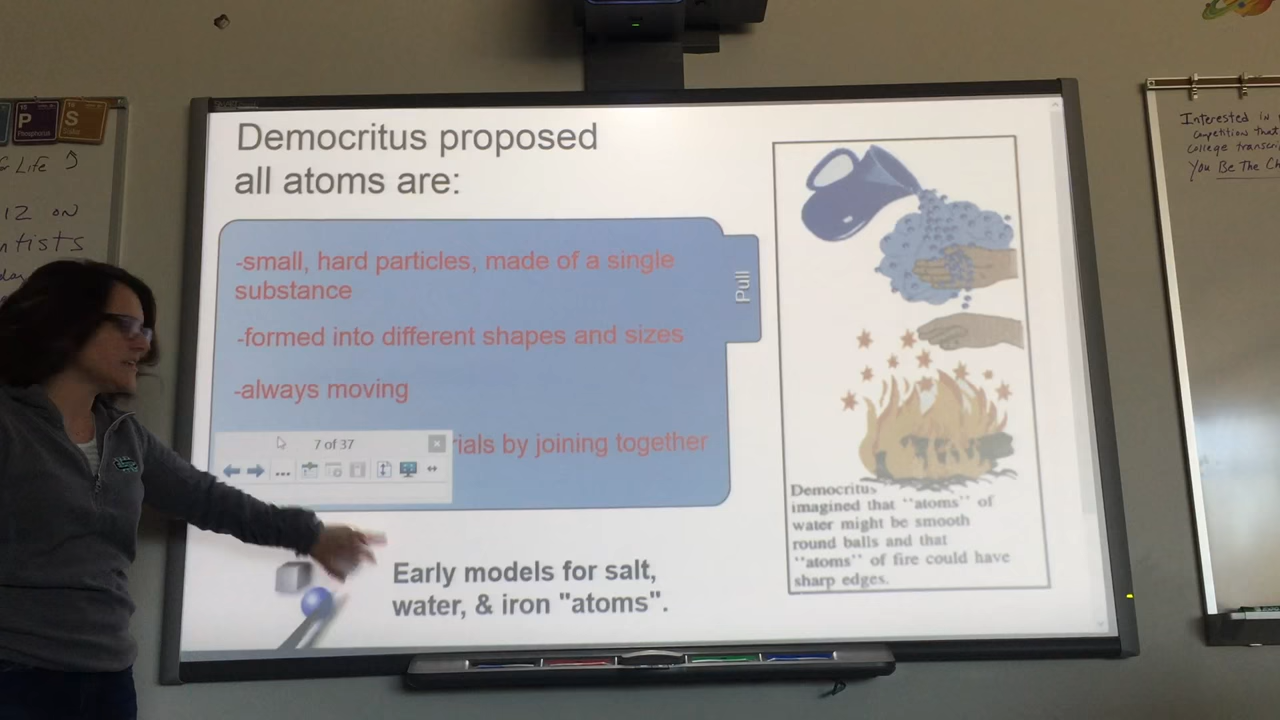 Democritus proposed
all atoms are:
-small, hard particles, made of a single
substance
-formed into different shapes and sizes
-always moving
rials by joining together
7 of 37
Pull
Early models for salt,
water, & iron "atoms".
Democritus
imagined that "atoms" of
water might be smooth
round balls and that
"atoms" of fire could have
sharp edges.
15 16
P S
Phosphorus
LIFE
ON
ntists
Interested in
competition that
College transcri
You Be The Ch